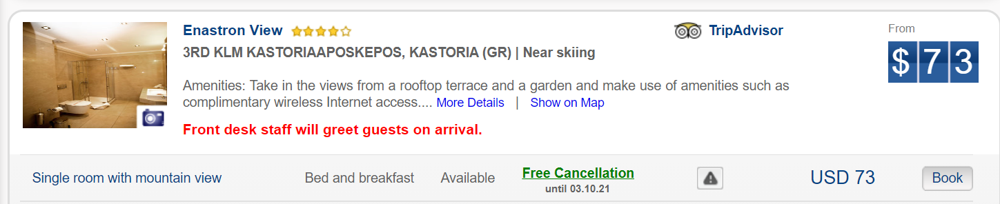 Enastron View
TripAdvisor
From
3RD KLM KASTORIAAPOSKEPOS, KASTORIA (GR) | Near skiing
$73
Amenities: Take in the views from a rooftop terrace and a garden and make use of amenities such as
complimentary wireless Internet access.... More Details | Show on Map
Front desk staff will greet guests on arrival.
Single room with mountain view
Bed and breakfast
Available
Free Cancellation
until 03.10.21
USD 73
Book